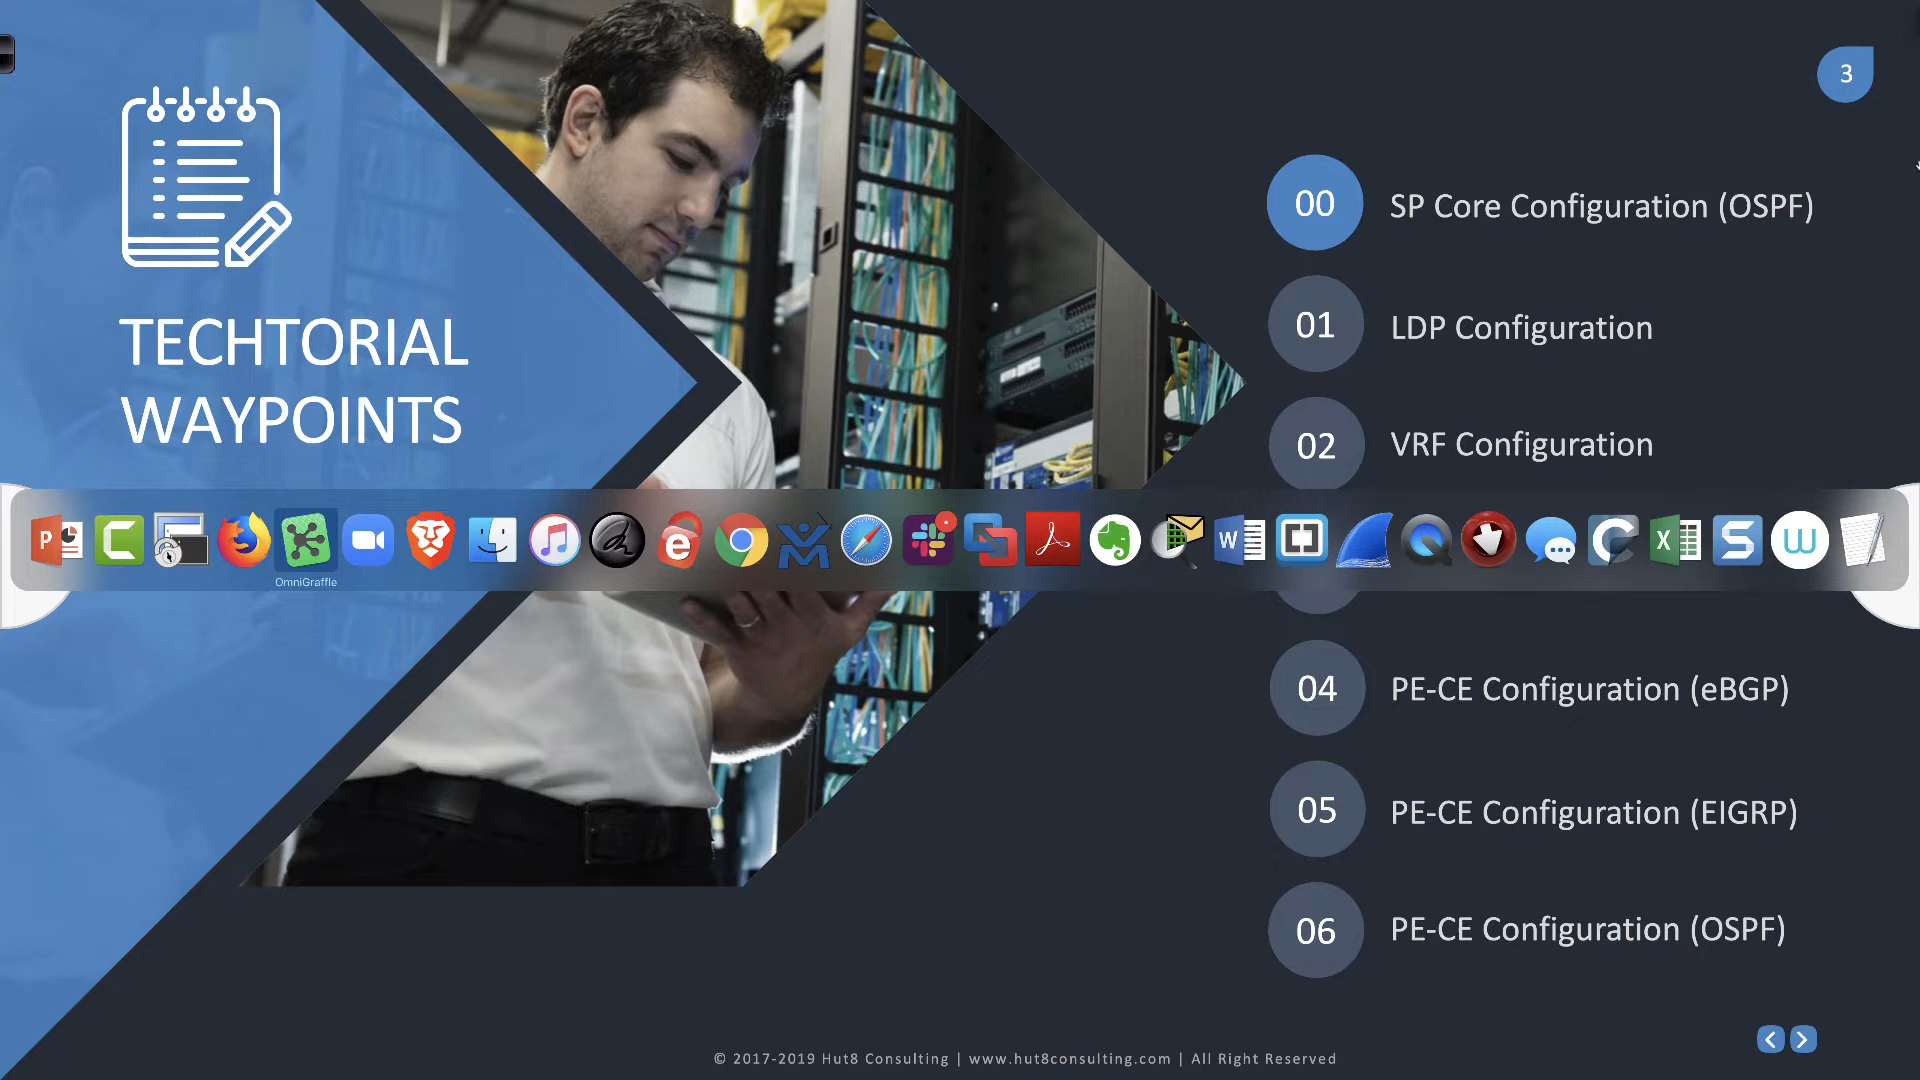 3
TECHTORIAL
WAYPOINTS
00 SP Core Configuration (OSPF)
01 LDP Configuration
02 VRF Configuration
OmniGraffle
04 PE-CE Configuration (eBGP)
05 PE-CE Configuration (EIGRP)
06 PE-CE Configuration (OSPF)
© 2017-2019 Hut8 Consulting | www.hut8consulting.com | All Right Reserved